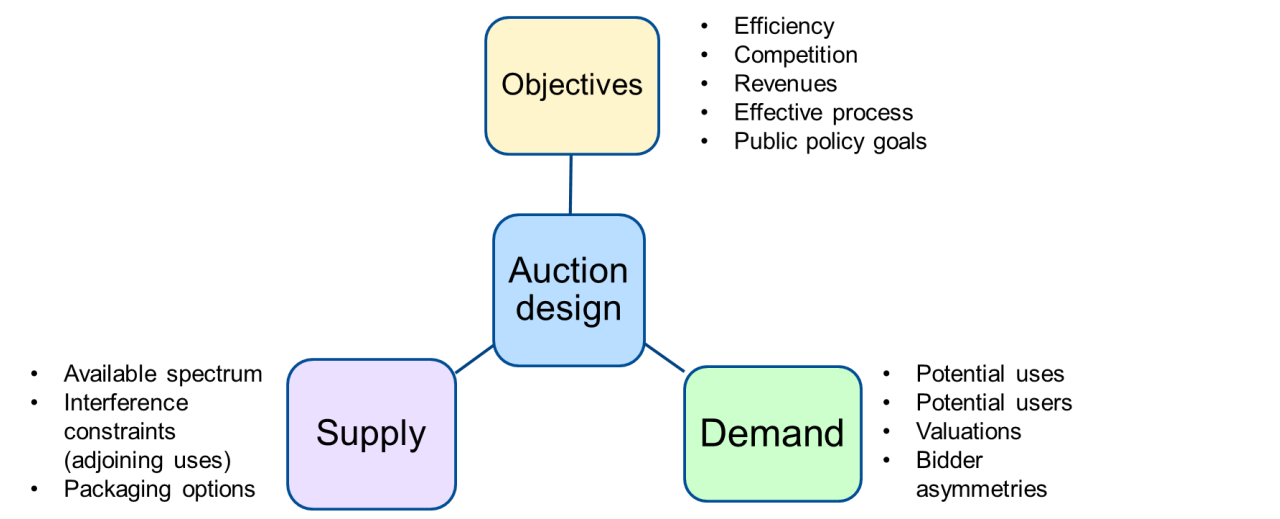 Objectives
• Efficiency
• Competition
• Revenues
• Effective process
• Public policy goals
Auction
design
• Available spectrum
• Interference
constraints
(adjoining uses)
• Packaging options
Supply
Demand
• Potential uses
• Potential users
• Valuations
• Bidder
asymmetries